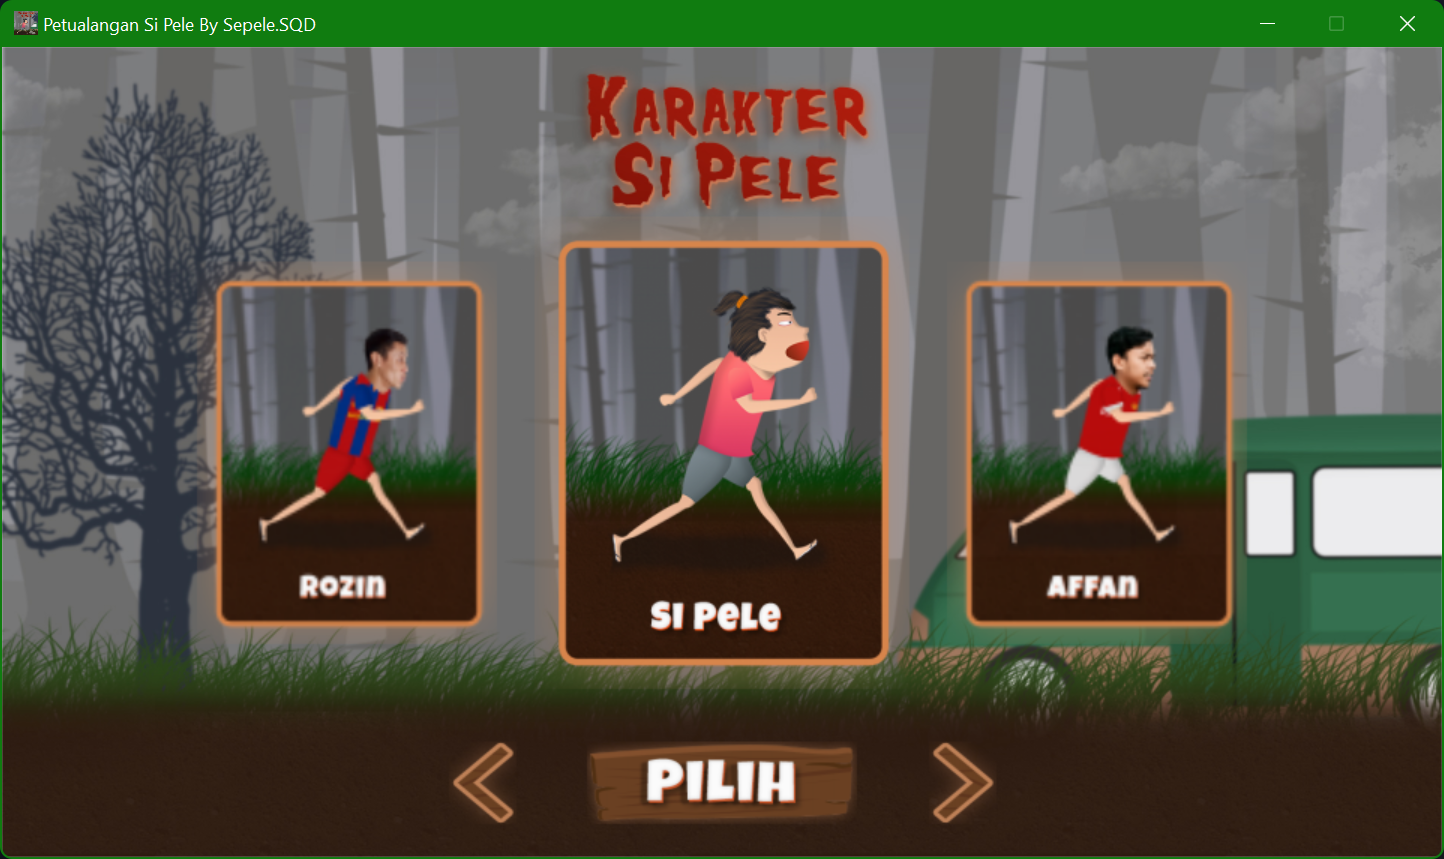 Petualangan Si Pele By Sepele.SQD
KARAKTER
SI PELE
Rozin
Si Pele
Affan
PILIH